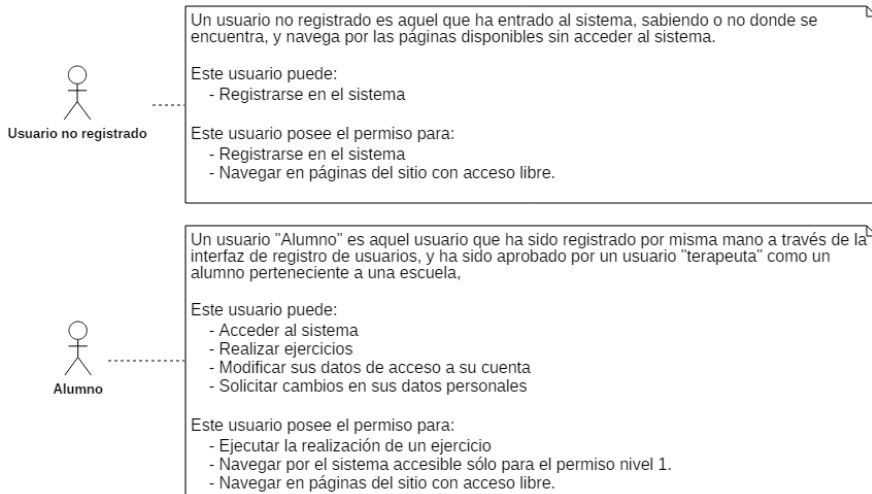 Un usuario no registrado es aquel que ha entrado al sistema, sabiendo o no donde se
encuentra, y navega por las páginas disponibles sin acceder al sistema.
Este usuario puede:
- Registrarse en el sistema
Usuario no registrado
Este usuario posee el permiso para:
- Registrarse en el sistema
- Navegar en páginas del sitio con acceso libre.
Un usuario "Alumno" es aquel usuario que ha sido registrado por misma mano a través de la
interfaz de registro de usuarios, y ha sido aprobado por un usuario "terapeuta" como un
alumno perteneciente a una escuela,
Este usuario puede:
- Acceder al sistema
- Realizar ejercicios
- Modificar sus datos de acceso a su cuenta
- Solicitar cambios en sus datos personales
Alumno
Este usuario posee el permiso para:
- Ejecutar la realización de un ejercicio
- Navegar por el sistema accesible sólo para el permiso nivel 1.
- Navegar en páginas del sitio con acceso libre.